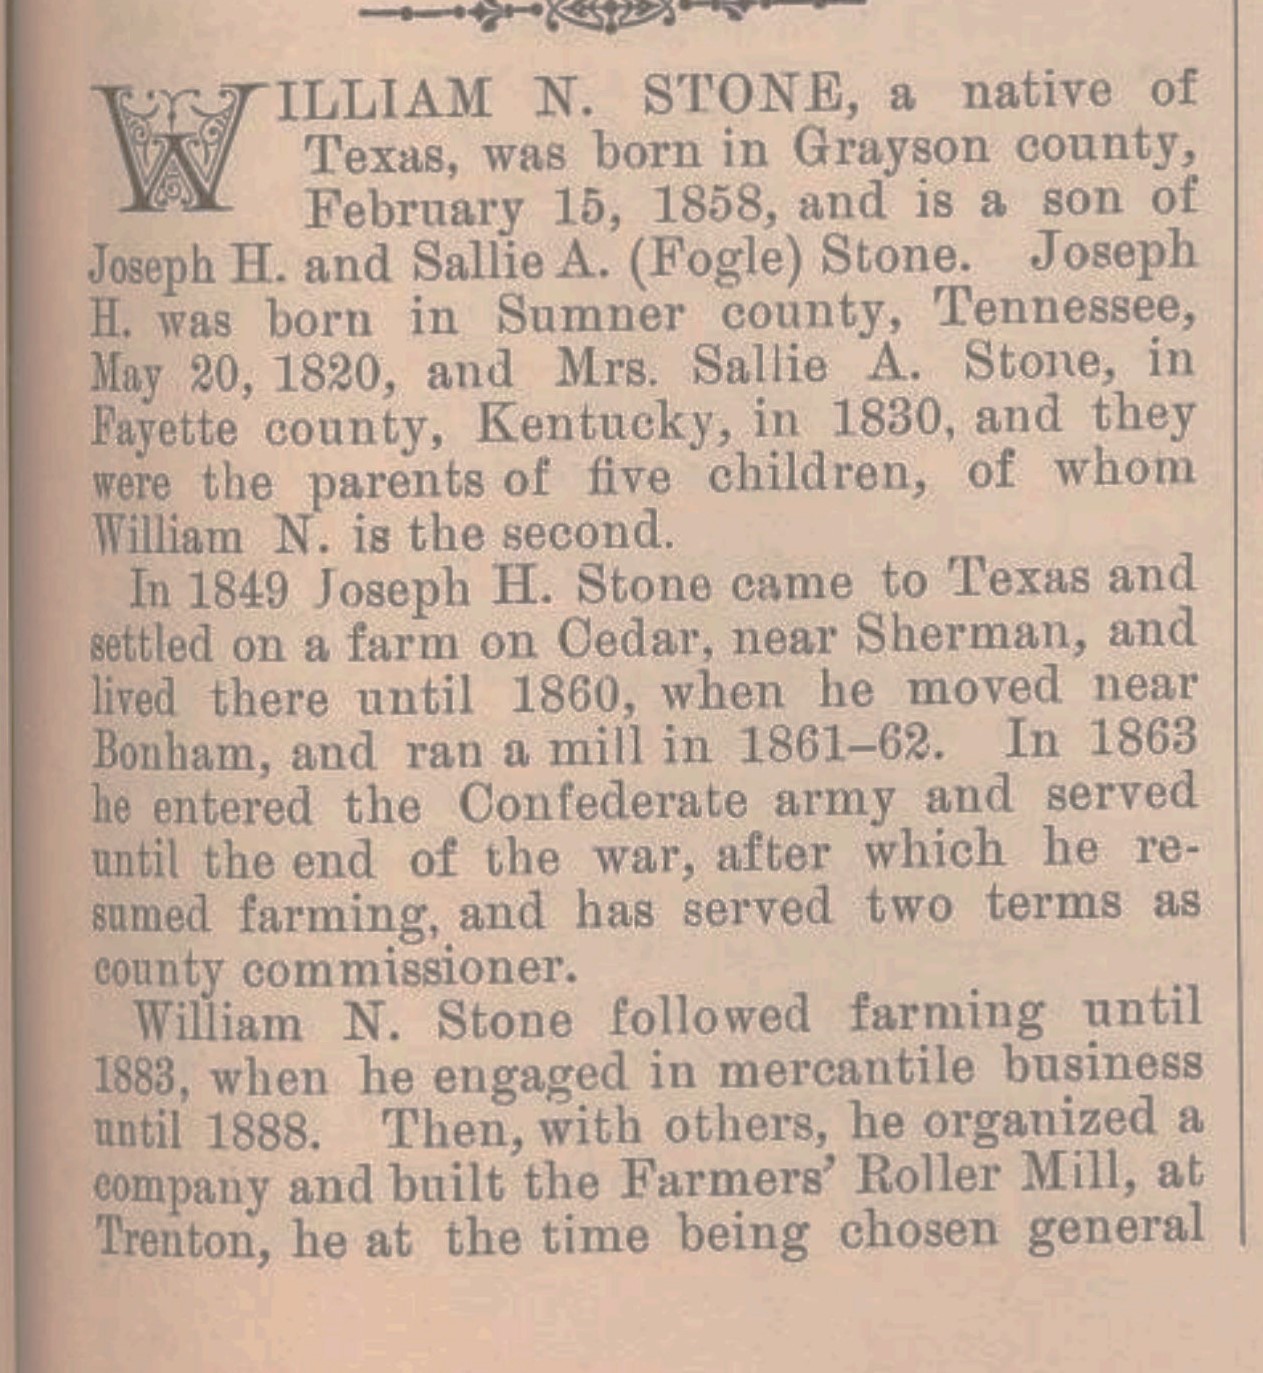 WILLIAM N. STONE, a native of
Texas, was born in Grayson county,
February 15, 1858, and is a son of
Joseph H. and Sallie A. (Fogle) Stone. Joseph
H. was born in Sumner county, Tennessee,
May 20, 1820, and Mrs. Sallie A. Stone, in
Fayette county, Kentucky, in 1830, and they
were the parents of five children, of whom
William N. is the second.
In 1849 Joseph H. Stone came to Texas and
settled on a farm on Cedar, near Sherman, and
lived there until 1860, when he moved near
Bonham, and ran a mill in 1861–62. In 1863
he entered the Confederate army and served
until the end of the war, after which he re-
sumed farming, and has served two terms as
county commissioner.
William N. Stone followed farming until
1883, when he engaged in mercantile business
until 1888. Then, with others, he organized a
company and built the Farmers' Roller Mill, at
Trenton, he at the time being chosen general